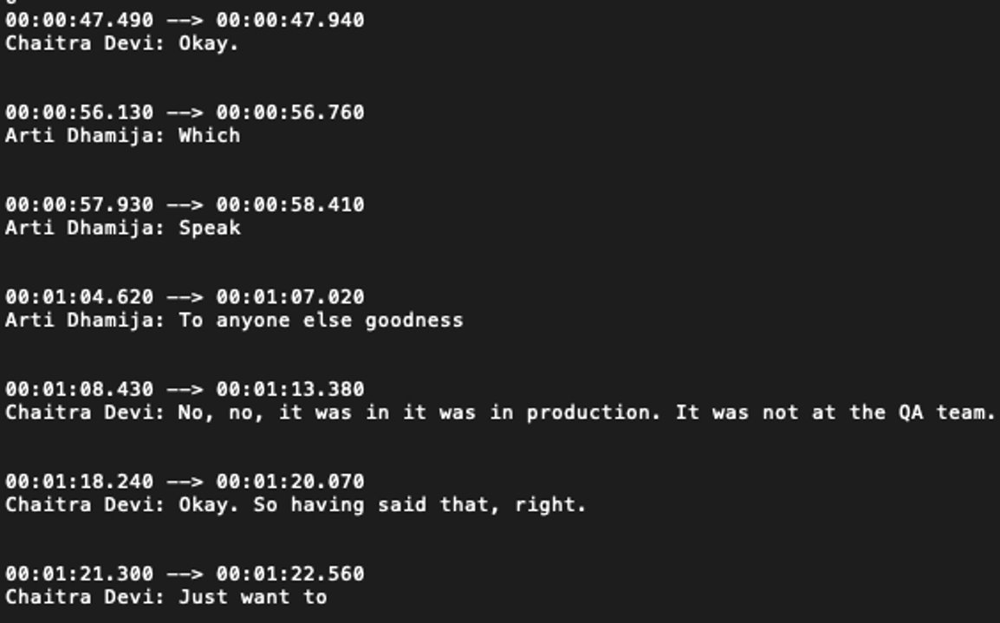 00:00:47.490 --> 00:00:47.940
Chaitra Devi: Okay.
00:00:56.130 --> 00:00:56.760
Arti Dhamija: Which
00:00:57.930 --> 00:00:58.410
Arti Dhamija: Speak
00:01:04.620 --> 00:01:07.020
Arti Dhamija: To anyone else goodness
00:01:08.430 --> 00:01:13.380
Chaitra Devi: No, no, it was in it was in production. It was not at the QA team.
00:01:18.240 --> 00:01:20.070
Chaitra Devi: Okay. So having said that, right.
00:01:21.300 --> 00:01:22.560
Chaitra Devi: Just want to